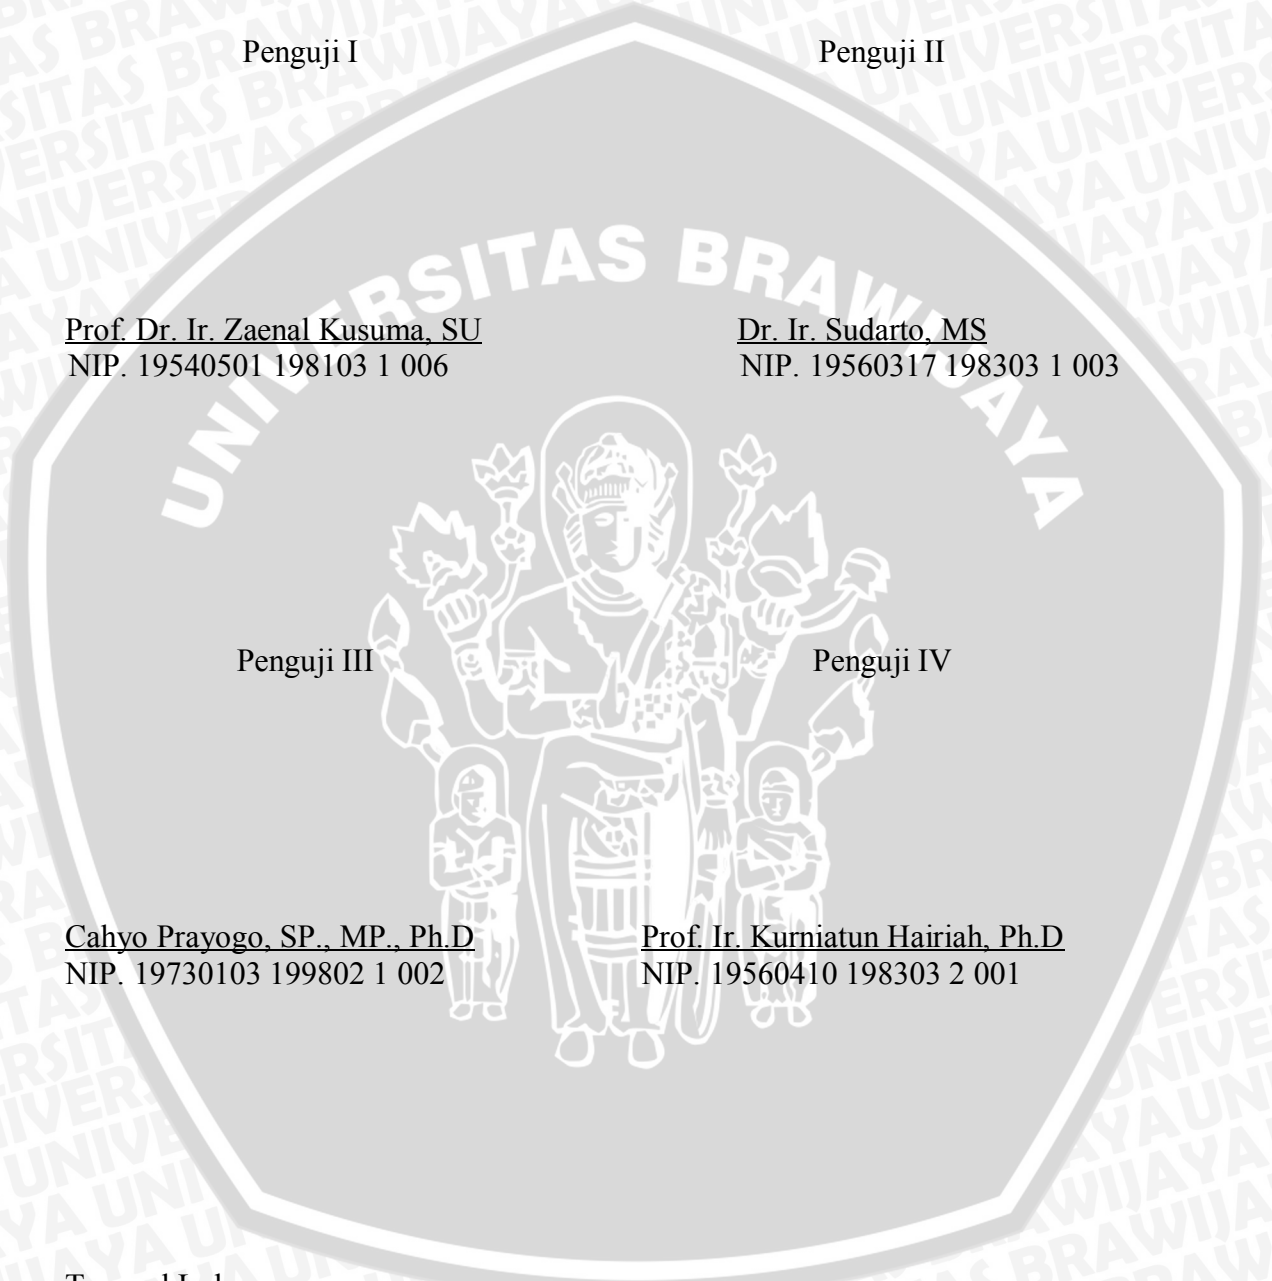 Penguji I Penguji II
UNIVERSITAS BRAWIJAYA
Prof. Dr. Ir. Zaenal Kusuma, SU Dr. Ir. Sudarto, MS
NIP. 19540501 198103 1 006 NIP. 19560317 198303 1 003
Penguji III Penguji IV
Cahyo Prayogo, SP., MP., Ph.D Prof. Ir. Kurniatun Hairiah, Ph.D
NIP. 19730103 199802 1 002 NIP. 19560410 198303 2 001